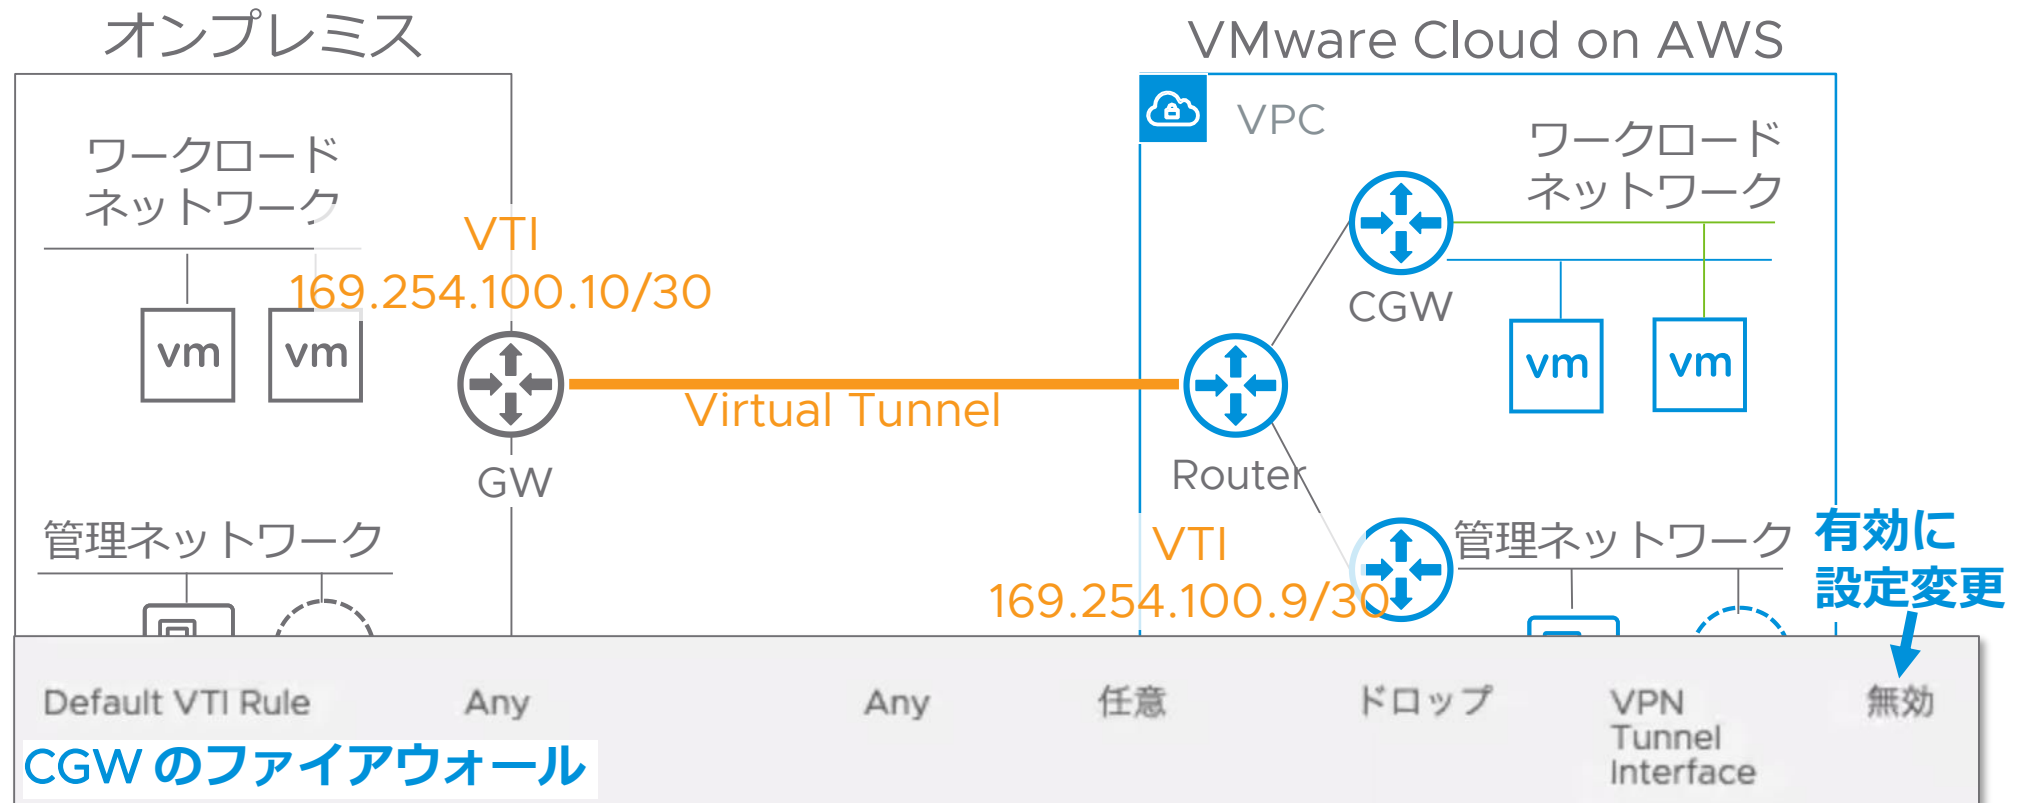 オンプレミス
VMware Cloud on AWS
VPC
ワークロード
ネットワーク
ワークロード
ネットワーク
VTI
169.254.100.10/30
CGW
vm
vm
vm
vm
Virtual Tunnel
GW
Router
管理ネットワーク
VTI
169.254.100.9/30
管理ネットワーク
有効に
設定変更
Default VTI Rule
Any
Any
任意
ドロップ
VPN
Tunnel
Interface
無効
CGW のファイアウォール